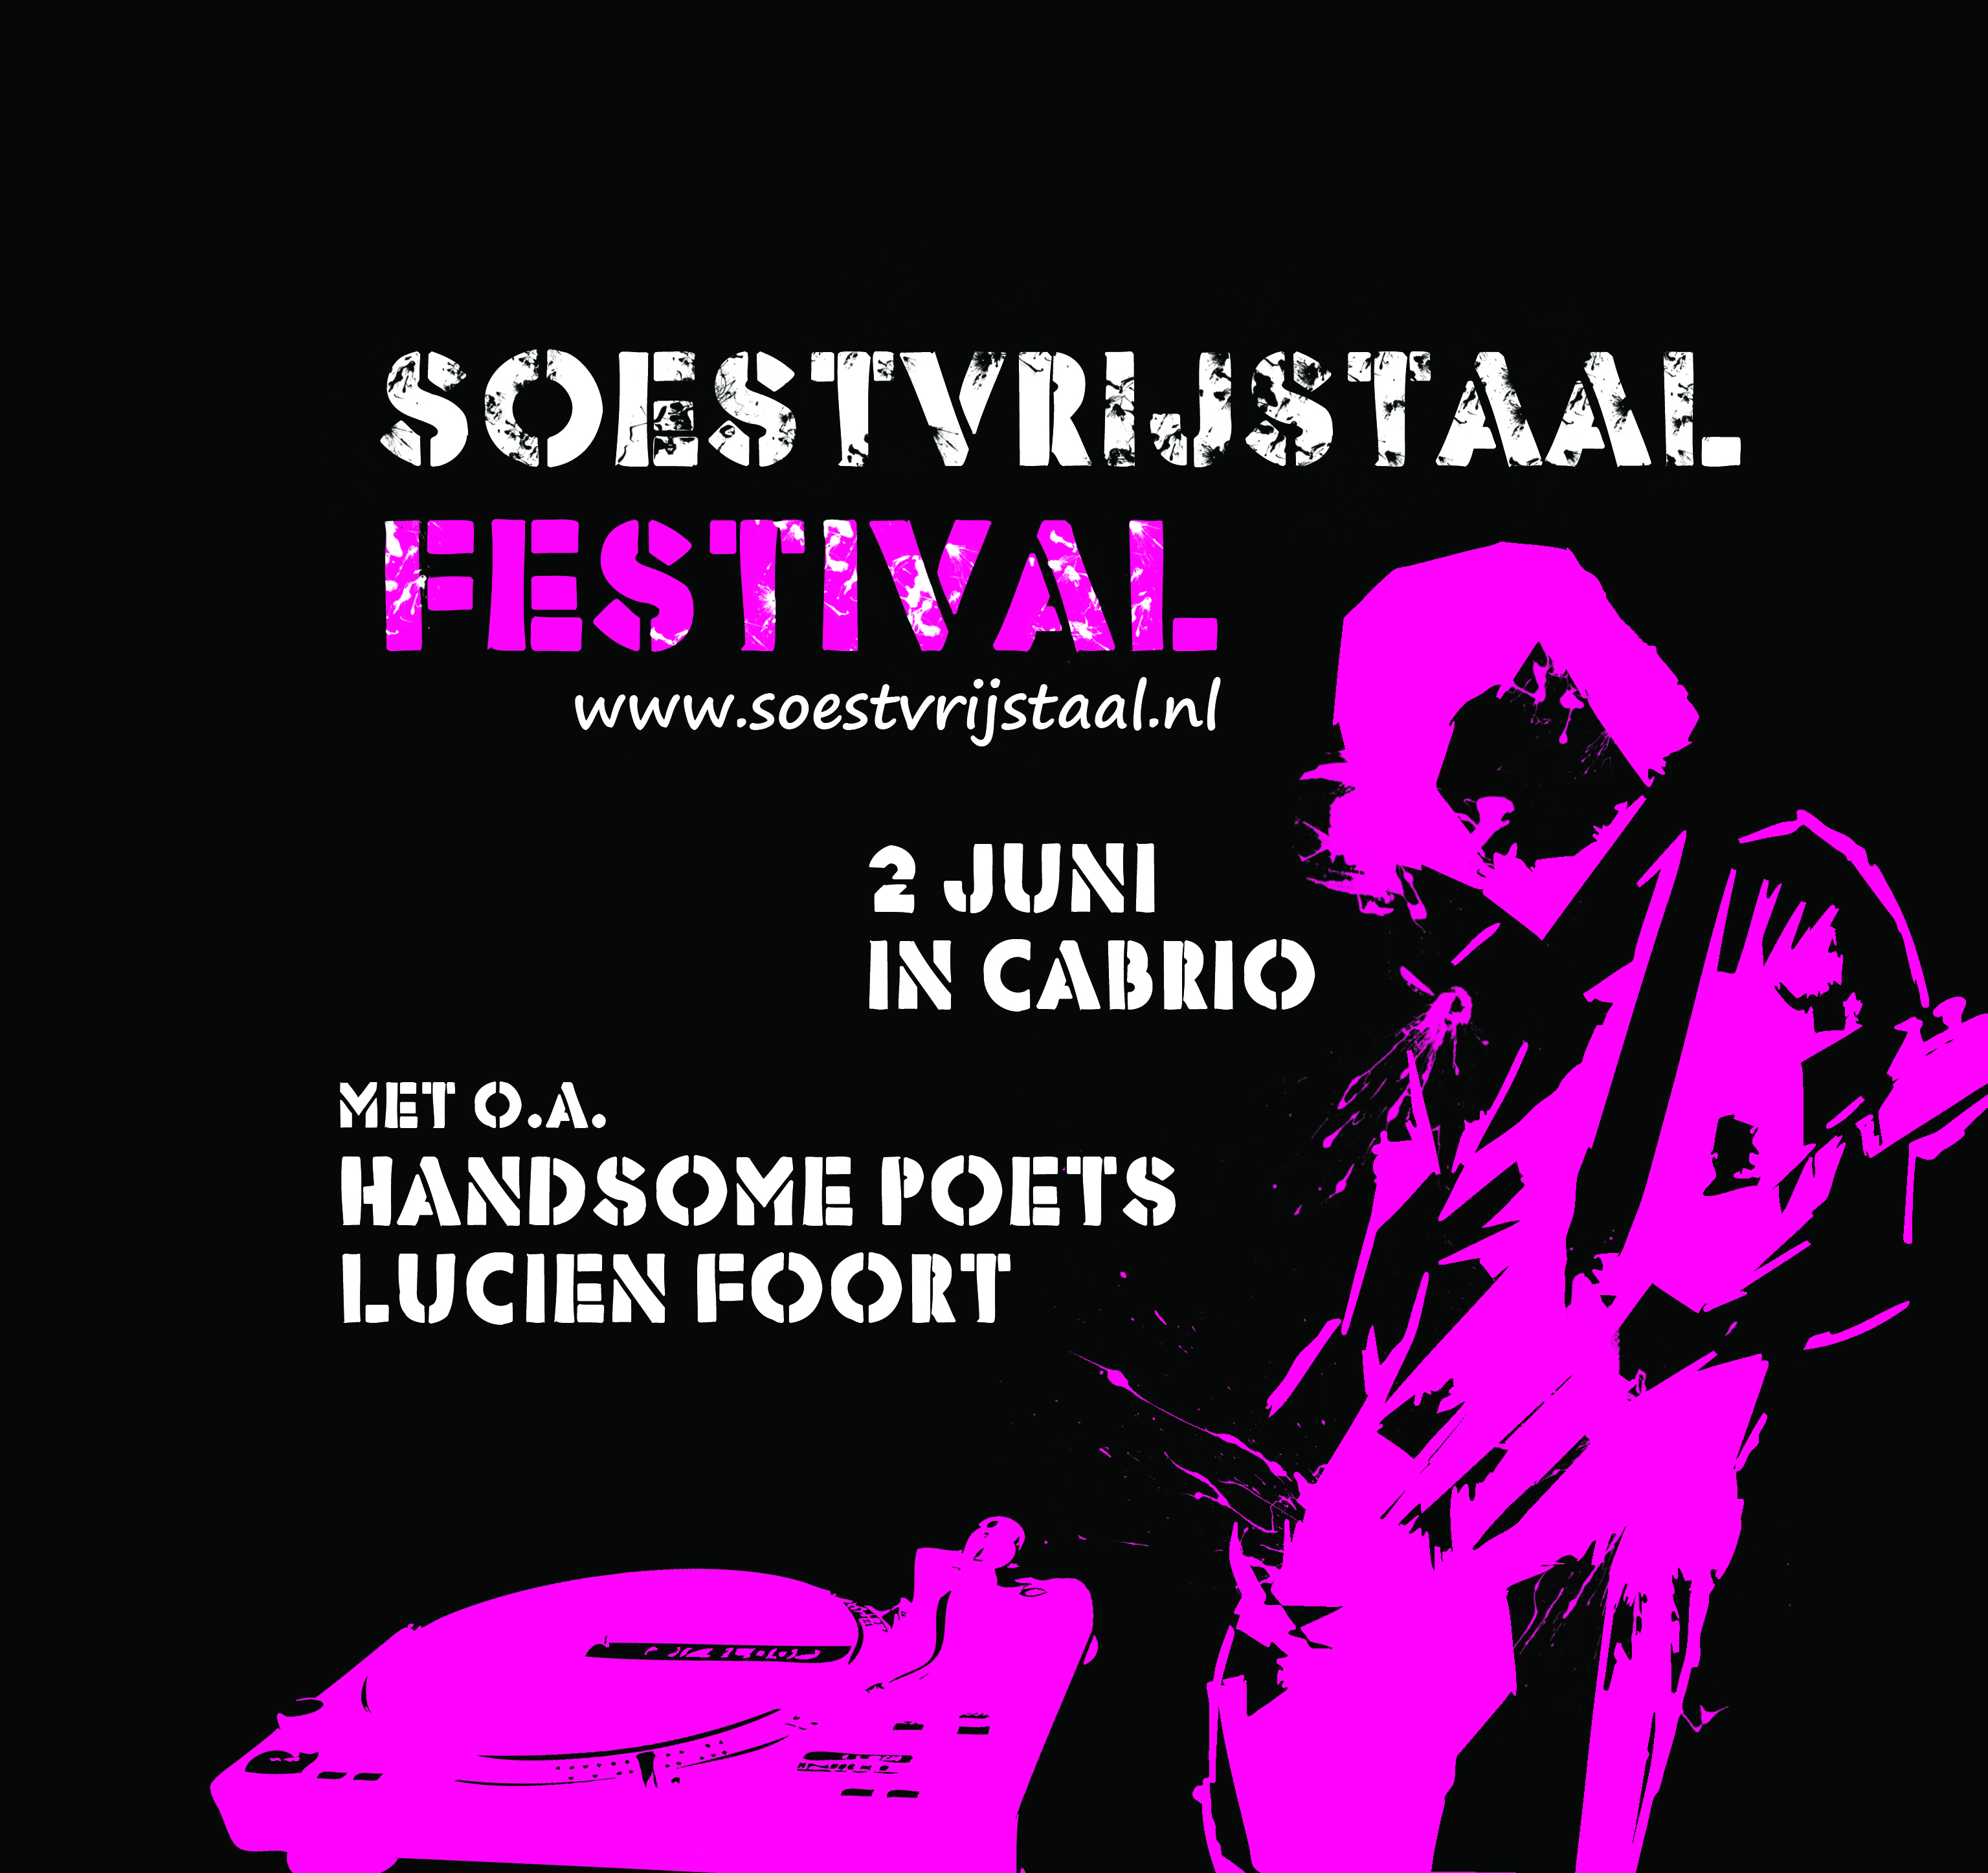 SOESTVRIJSTAAL
FESTIVAL
www.soestvrijstaal.nl
2 JUNI
IN CABRIO
MET O.A.
HANDSOME POETS
LUCIEN FOORT